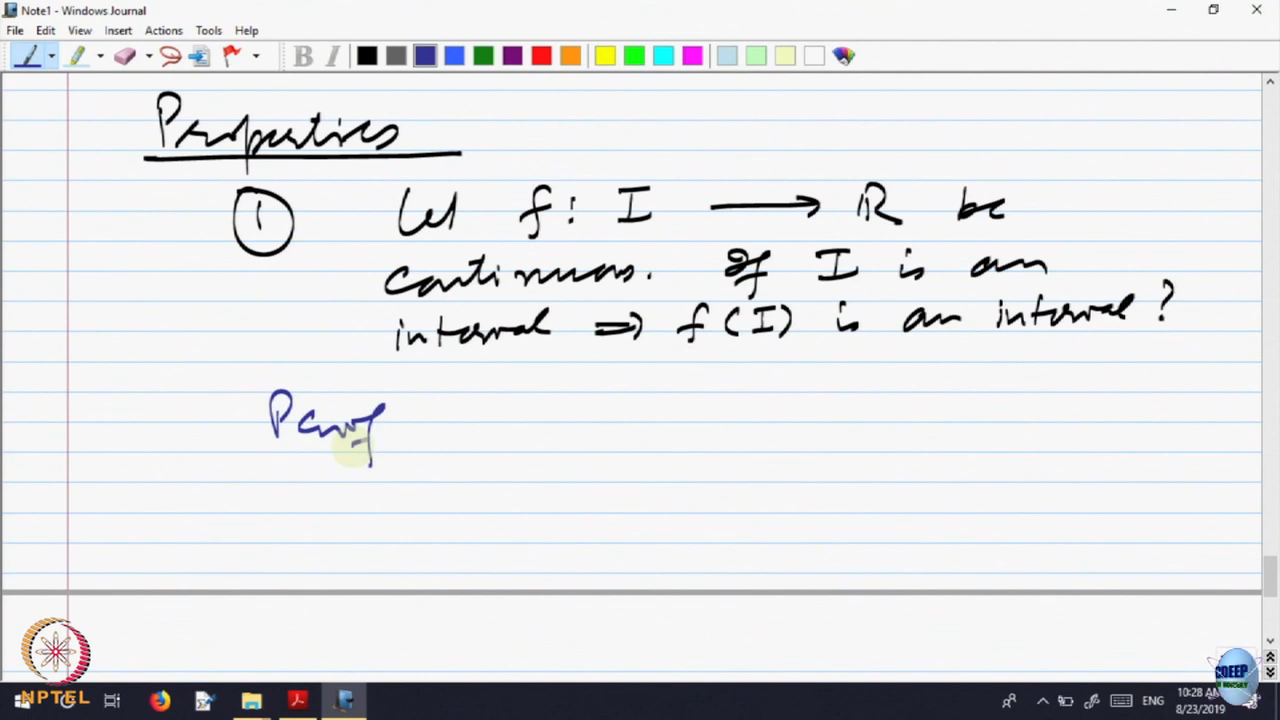 Note1 - Windows Journal
File Edit View Insert Actions Tools Help
B I
Properties
① Let f : I ⟶ ℝ be
continuous. If I is an
interval ⇒ f(I) is an interval ?
Proof
NPTEL
CDEEP
ENG
10:28 AM
8/23/2019